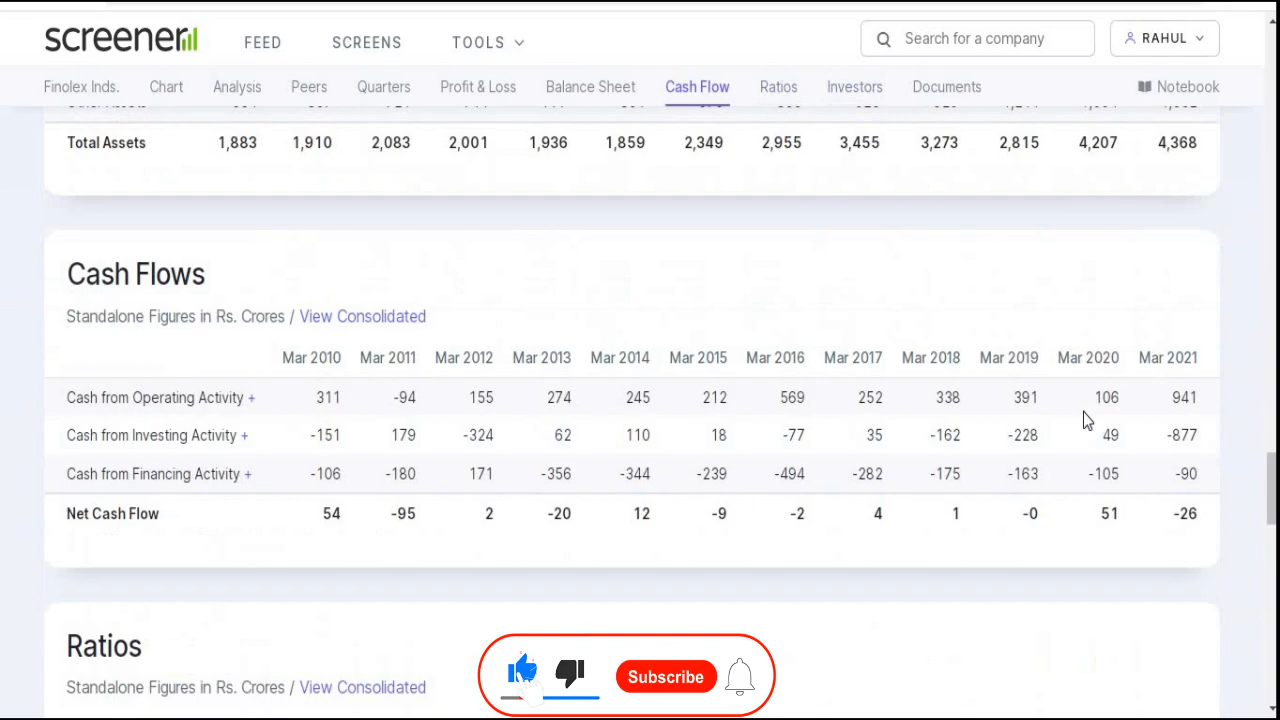 screener
FEED SCREENS TOOLS
Search for a company
RAHUL
Finolex Inds. Chart Analysis Peers Quarters Profit & Loss Balance Sheet Cash Flow Ratios Investors Documents Notebook
Total Assets 1,883 1,910 2,083 2,001 1,936 1,859 2,349 2,955 3,455 3,273 2,815 4,207 4,368
Cash Flows
Standalone Figures in Rs. Crores / View Consolidated
Mar 2010 Mar 2011 Mar 2012 Mar 2013 Mar 2014 Mar 2015 Mar 2016 Mar 2017 Mar 2018 Mar 2019 Mar 2020 Mar 2021
Cash from Operating Activity + 311 -94 155 274 245 212 569 252 338 391 106 941
Cash from Investing Activity + -151 179 -324 62 110 18 -77 35 -162 -228 49 -877
Cash from Financing Activity + -106 -180 171 -356 -344 -239 -494 -282 -175 -163 -105 -90
Net Cash Flow 54 -95 2 -20 12 -9 -2 4 1 -0 51 -26
Ratios
Standalone Figures in Rs. Crores / View Consolidated
Subscribe